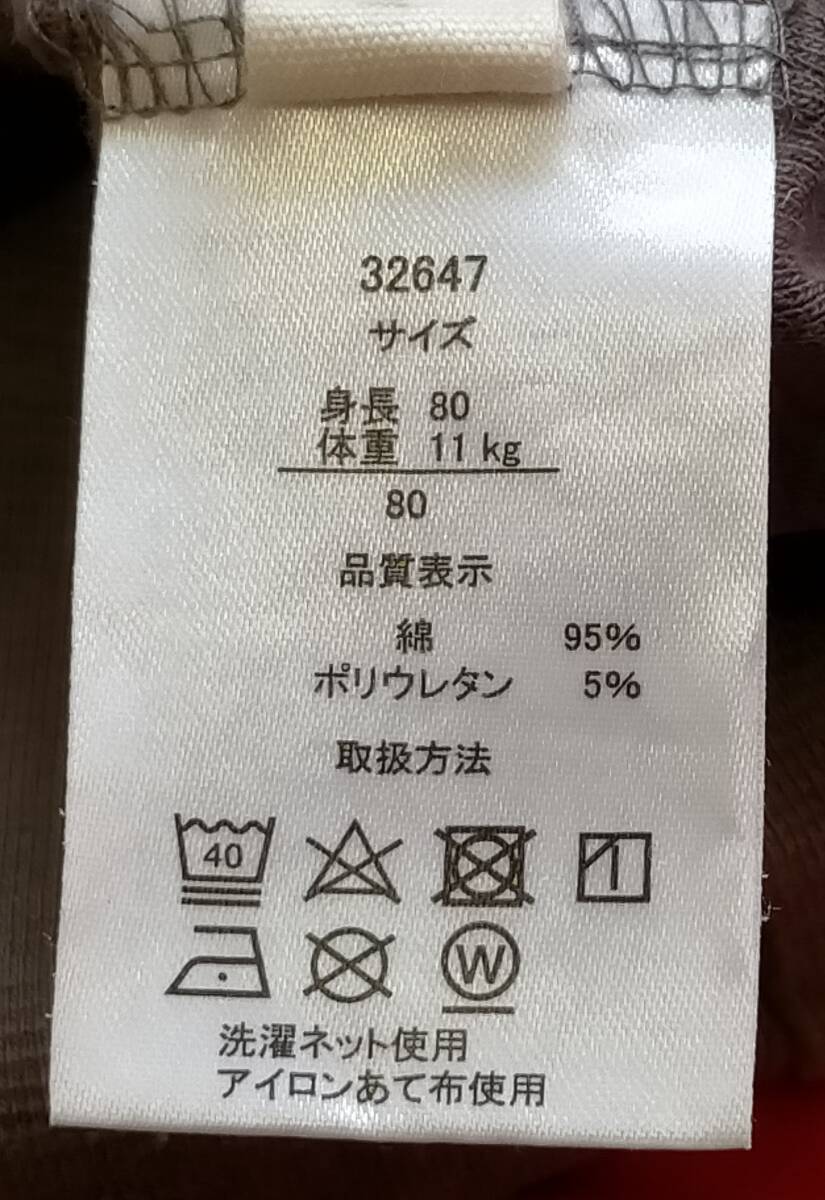 32647
サイズ
身長 80
体重 11 kg
80
品質表示
綿 95%
ポリウレタン 5%
取扱方法
40
W
洗濯ネット使用
アイロンあて布使用